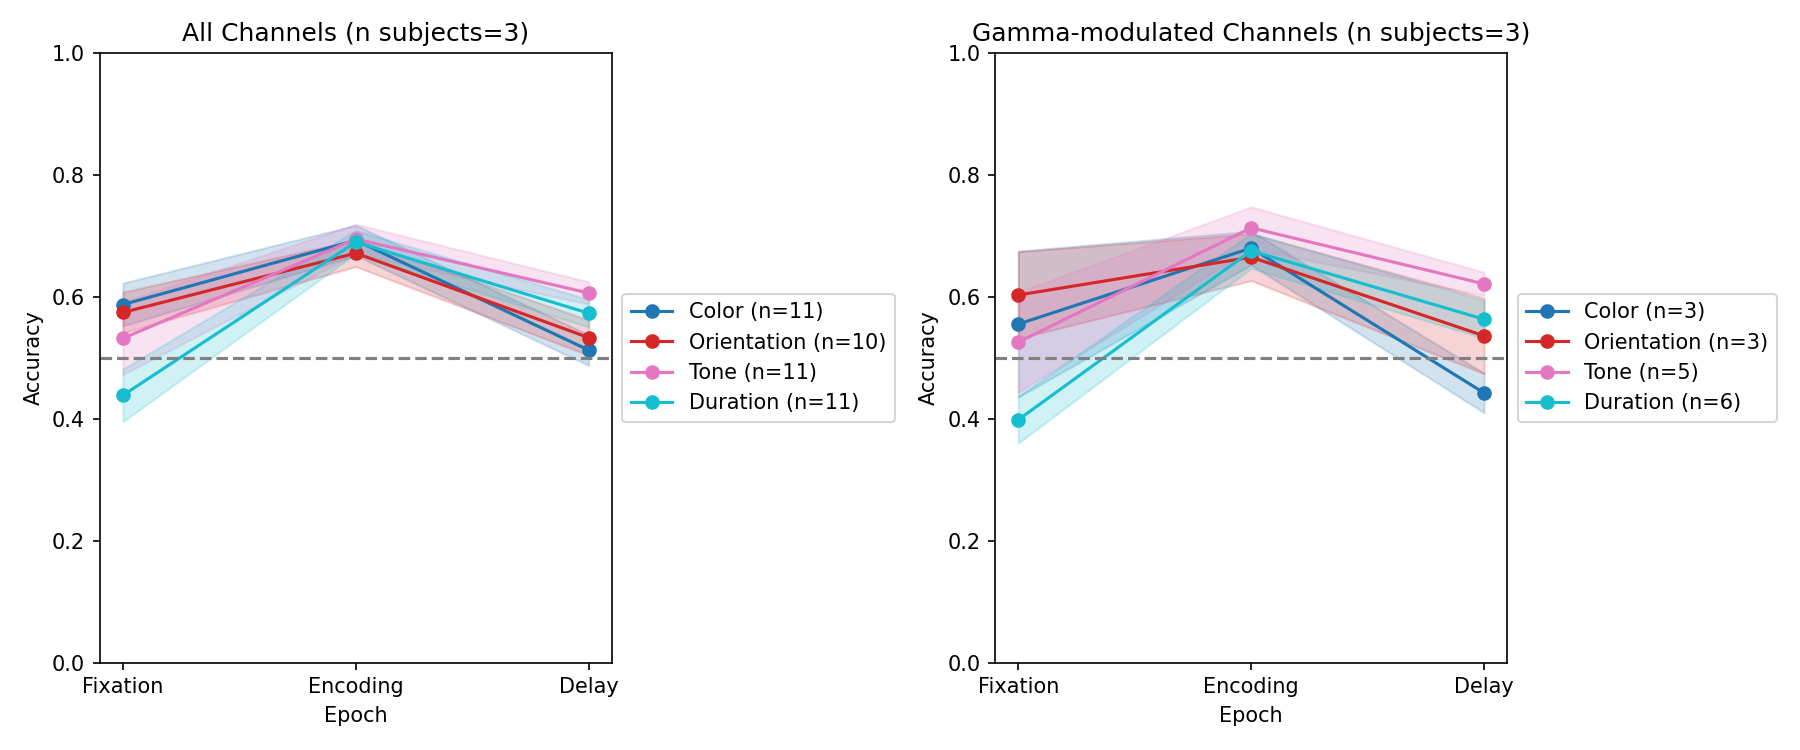 All Channels (n subjects=3)
1.0
0.8
0.6
0.4
0.2
0.0
Accuracy
Fixation
Encoding
Delay
Epoch
Color (n=11)
Orientation (n=10)
Tone (n=11)
Duration (n=11)
Gamma-modulated Channels (n subjects=3)
1.0
0.8
0.6
0.4
0.2
0.0
Accuracy
Fixation
Encoding
Delay
Epoch
Color (n=3)
Orientation (n=3)
Tone (n=5)
Duration (n=6)